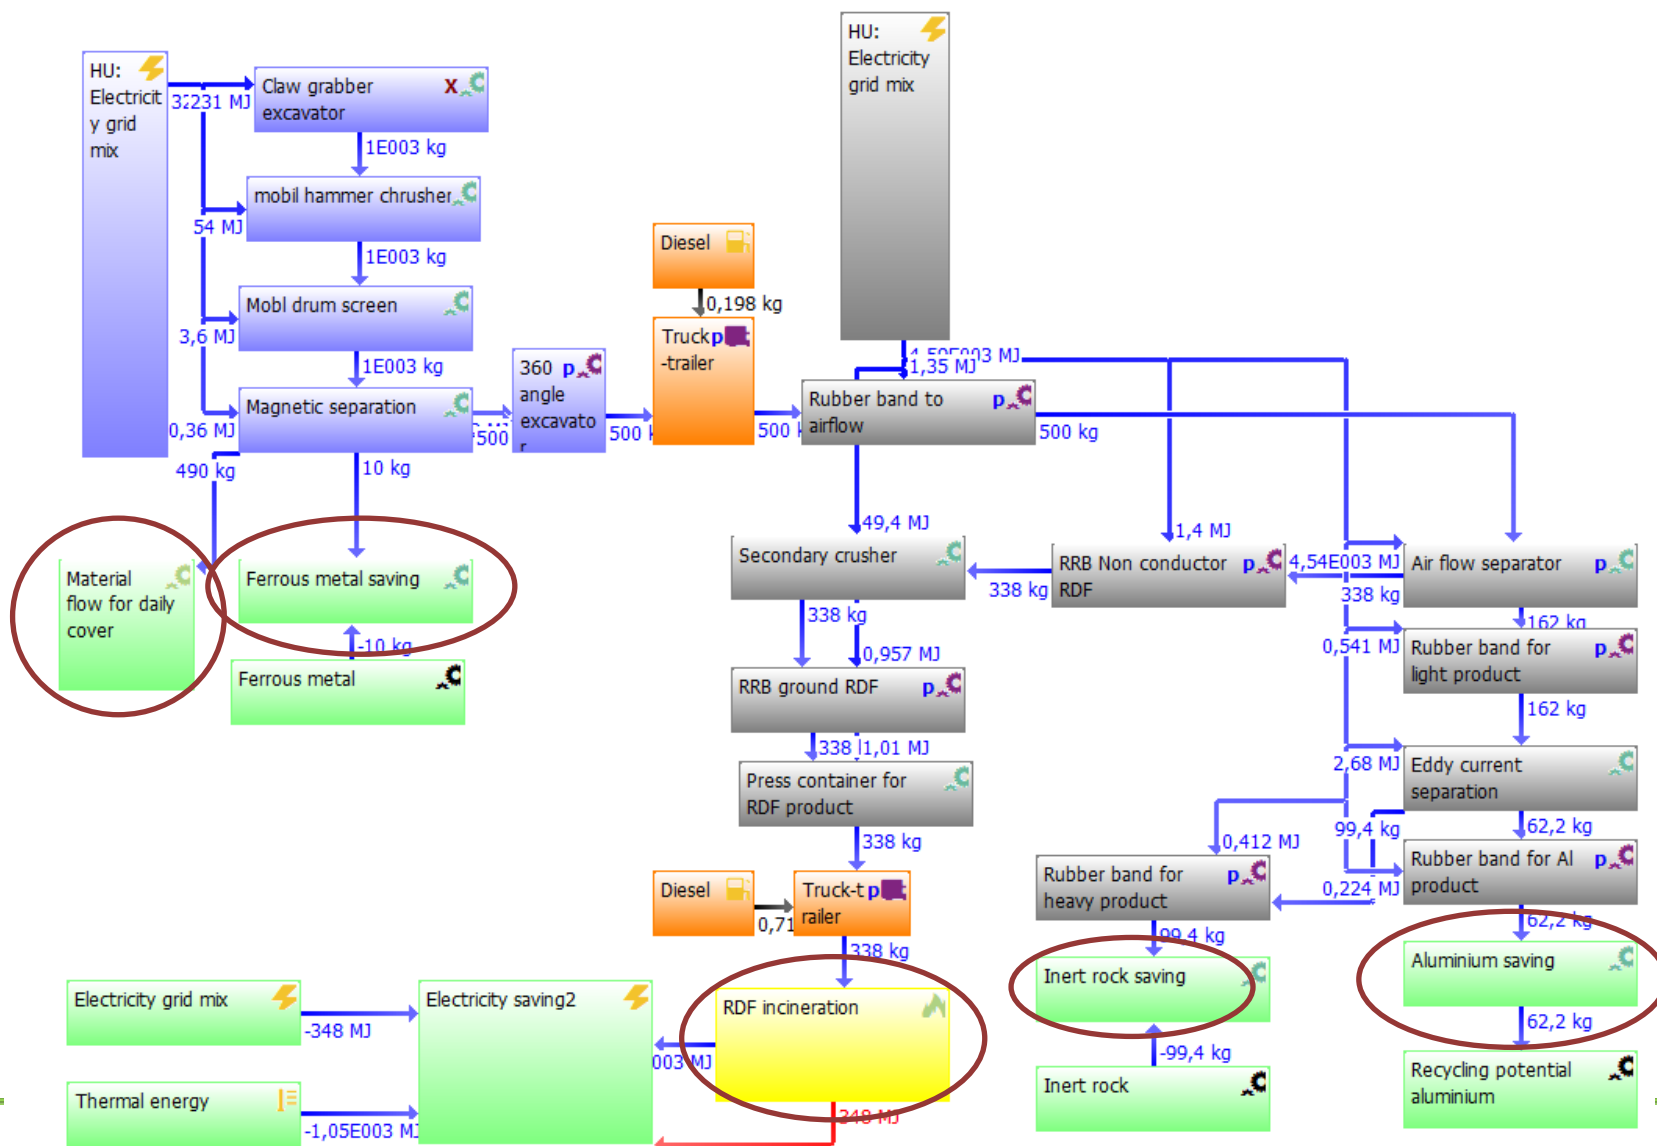 HU:
Electricit
y grid
mix
231 MJ
Claw grabber
excavator
X
1E003 kg
mobil hammer chrusher
54 MJ
1E003 kg
Mobl drum screen
3,6 MJ
1E003 kg
Magnetic separation
0,36 MJ
490 kg
10 kg
500
360
angle
excavato
r
p
500
Diesel
0,198 kg
Truck
-trailer
p
500
HU:
Electricity
grid mix
1,35 MJ
Rubber band to
airflow
p
500 kg
Material
flow for daily
cover
Ferrous metal saving
-10 kg
Ferrous metal
49,4 MJ
Secondary crusher
338 kg
1,4 MJ
RRB Non conductor
RDF
p
4,54E003 MJ
338 kg
Air flow separator
p
162 kg
338 kg
0,957 MJ
0,541 MJ
Rubber band for
light product
p
162 kg
RRB ground RDF
p
338
1,01 MJ
2,68 MJ
Eddy current
separation
99,4 kg
62,2 kg
Press container for
RDF product
338 kg
0,412 MJ
Rubber band for
heavy product
p
0,224 MJ
Rubber band for Al
product
p
62,2 kg
Diesel
0,71
Truck-t
railer
p
338 kg
99,4 kg
Inert rock saving
-99,4 kg
Inert rock
Aluminium saving
62,2 kg
Recycling potential
aluminium
Electricity grid mix
-348 MJ
Electricity saving2
RDF incineration
003 MJ
348 MJ
Thermal energy
-1,05E003 MJ